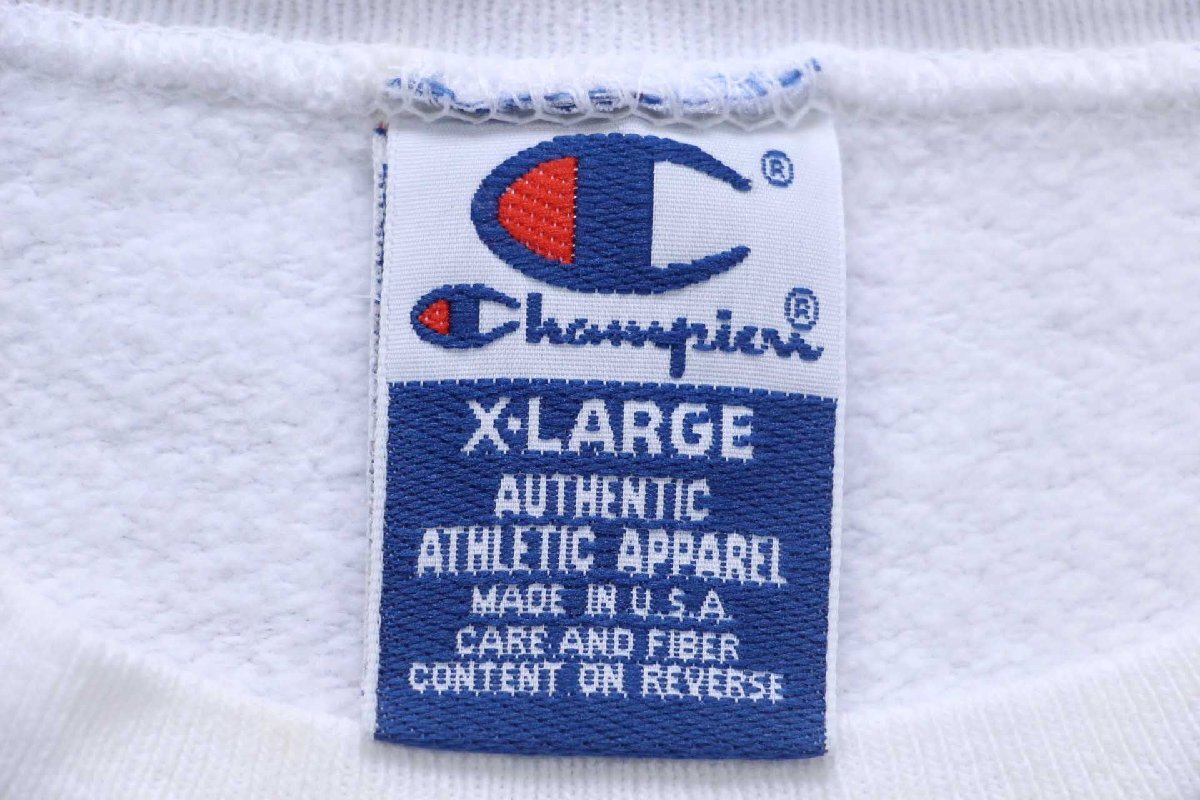 ®
Champion®
X·LARGE
AUTHENTIC
ATHLETIC APPAREL
MADE IN U.S.A.
CARE AND FIBER
CONTENT ON REVERSE